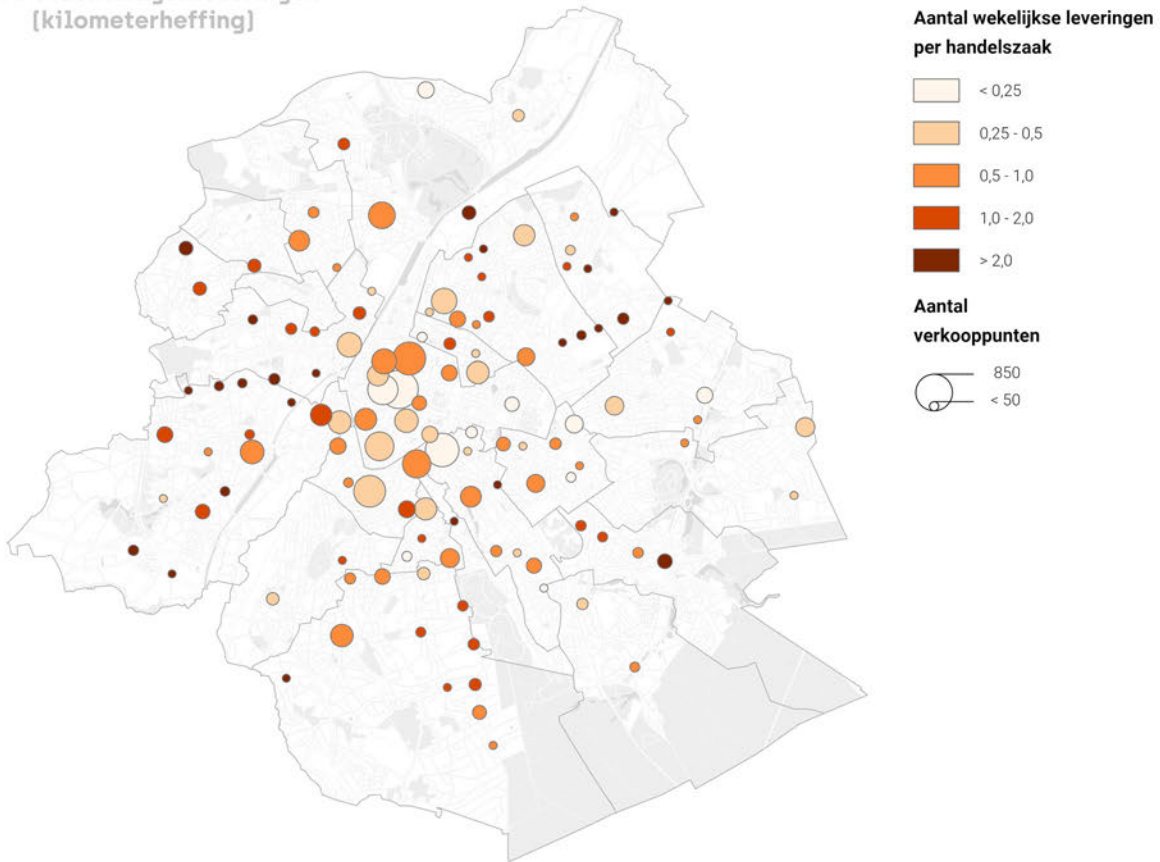 (kilometerheffing)
Aantal wekelijkse leveringen
per handelszaak
< 0,25
0,25 - 0,5
0,5 - 1,0
1,0 - 2,0
> 2,0
Aantal
verkooppunten
850
< 50